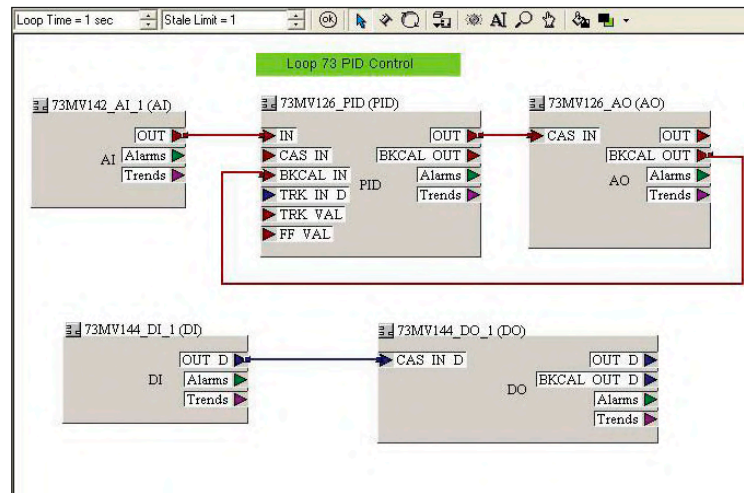 Loop Time = 1 sec Stale Limit = 1 ok AI
Loop 73 PID Control
73MV142_AI_1 (AI)
OUT
AI
Alarms
Trends
73MV126_PID (PID)
IN
CAS IN
BKCAL IN
TRK IN D
TRK VAL
FF VAL
PID
OUT
BKCAL OUT
Alarms
Trends
73MV126_AO (AO)
CAS IN
AO
OUT
BKCAL OUT
Alarms
Trends
73MV144_DI_1 (DI)
OUT D
DI
Alarms
Trends
73MV144_DO_1 (DO)
CAS IN D
DO
OUT D
BKCAL OUT D
Alarms
Trends